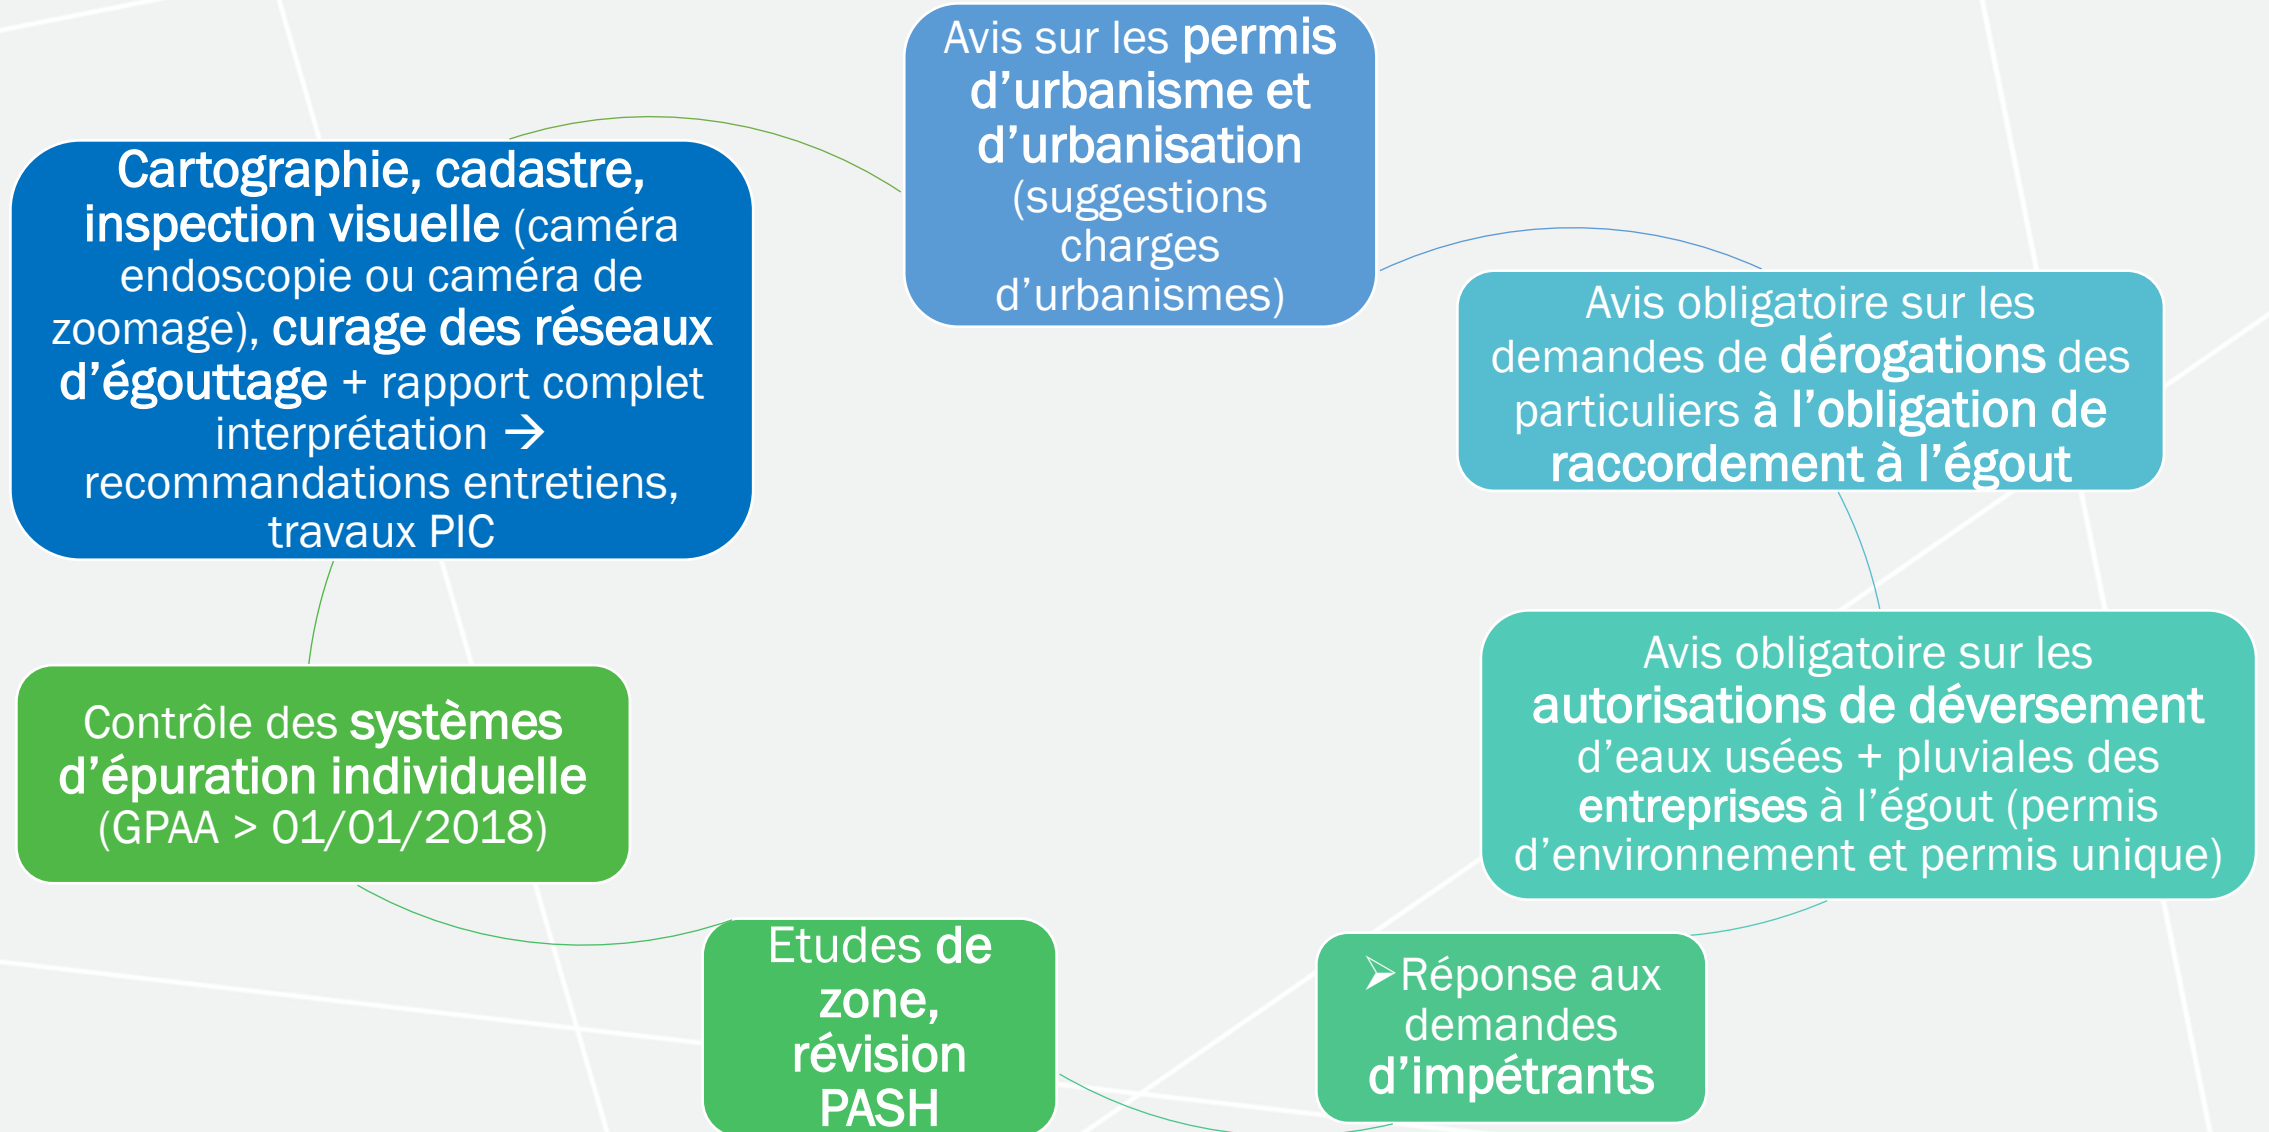 Avis sur les permis
d’urbanisme et
d’urbanisation
(suggestions
charges
d’urbanismes)
Avis obligatoire sur les
demandes de dérogations des
particuliers à l’obligation de
raccordement à l’égout
Avis obligatoire sur les
autorisations de déversement
d’eaux usées + pluviales des
entreprises à l’égout (permis
d’environnement et permis unique)
➢Réponse aux
demandes
d’impétrants
Etudes de
zone,
révision
PASH
Contrôle des systèmes
d’épuration individuelle
(GPAA > 01/01/2018)
Cartographie, cadastre,
inspection visuelle (caméra
endoscopie ou caméra de
zoomage), curage des réseaux
d’égouttage + rapport complet
interprétation →
recommandations entretiens,
travaux PIC